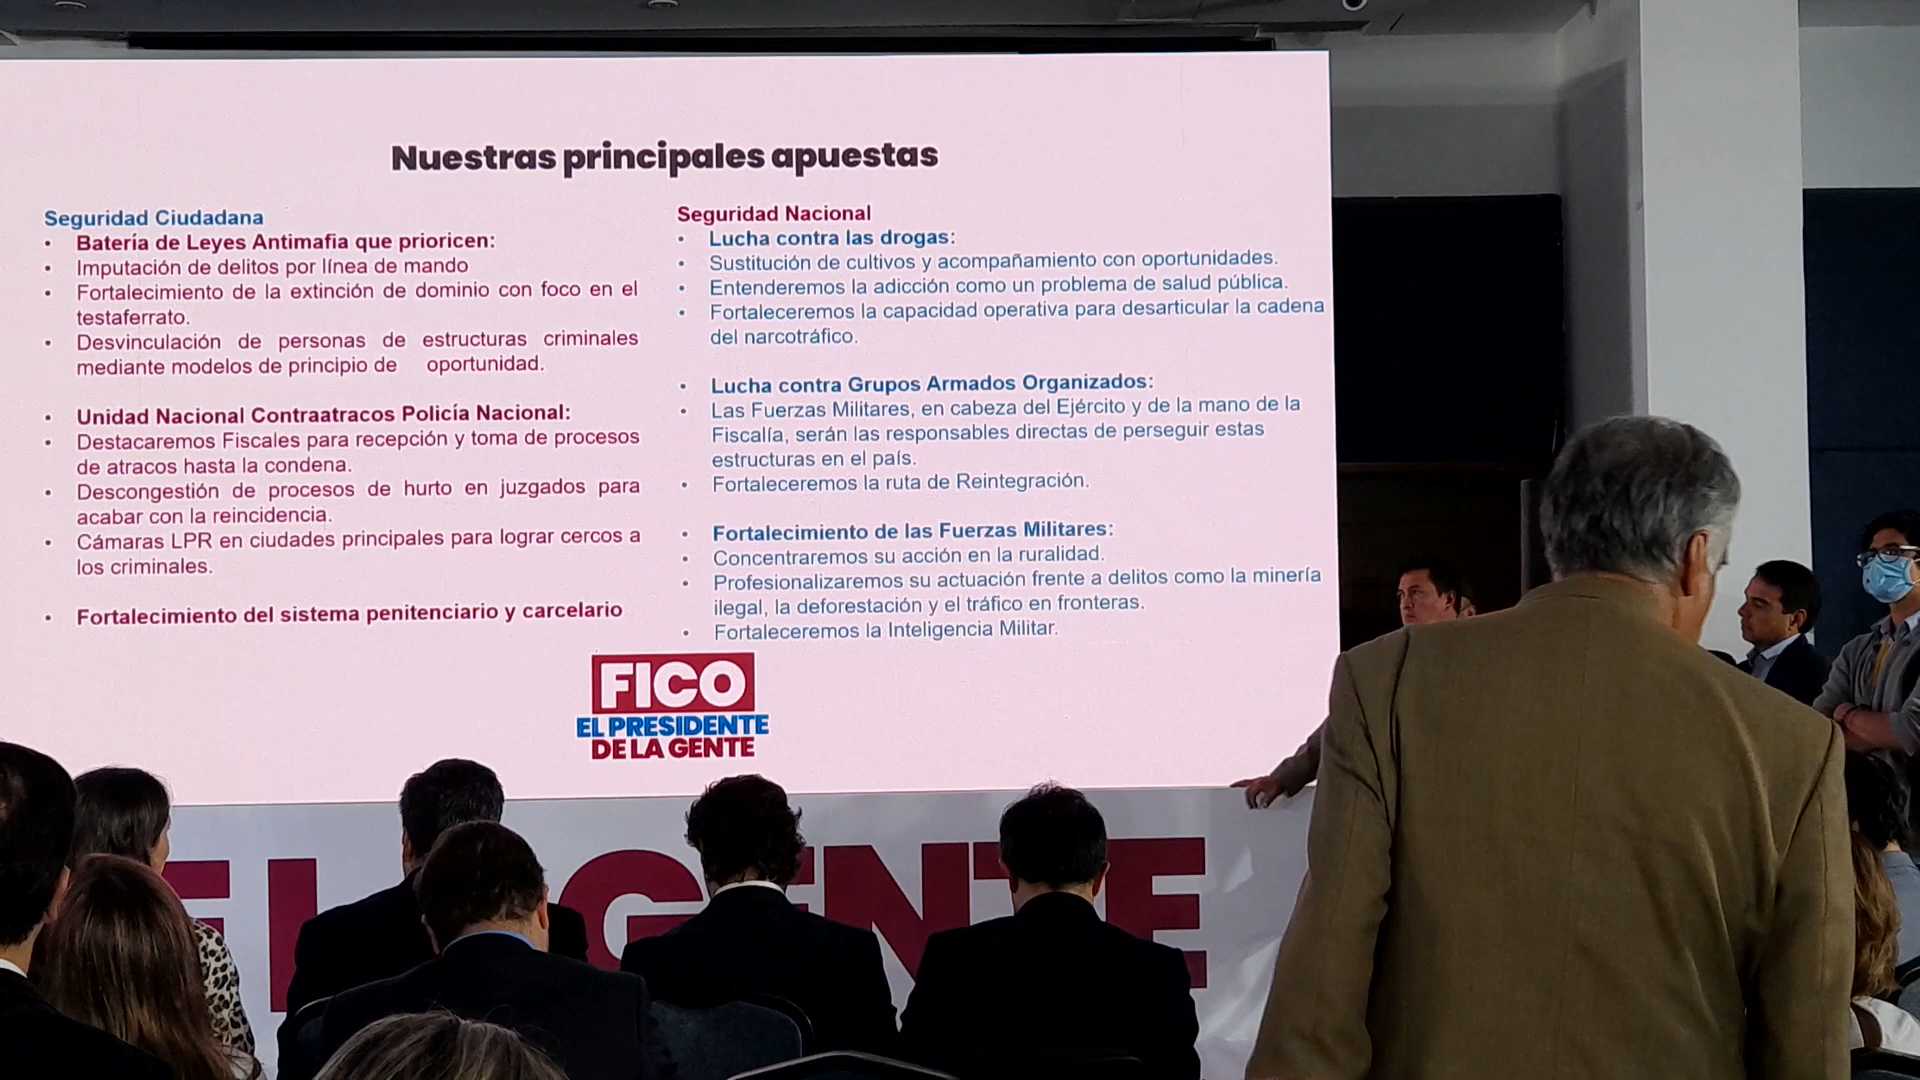 Nuestras principales apuestas
Seguridad Ciudadana
• Batería de Leyes Antimafia que prioricen:
• Imputación de delitos por línea de mando
• Fortalecimiento de la extinción de dominio con foco en el
testaferrato.
• Desvinculación de personas de estructuras criminales
mediante modelos de principio de oportunidad.
• Unidad Nacional Contraatracos Policía Nacional:
• Destacaremos Fiscales para recepción y toma de procesos
de atracos hasta la condena.
• Descongestión de procesos de hurto en juzgados para
acabar con la reincidencia.
• Cámaras LPR en ciudades principales para lograr cercos a
los criminales.
• Fortalecimiento del sistema penitenciario y carcelario
Seguridad Nacional
• Lucha contra las drogas:
• Sustitución de cultivos y acompañamiento con oportunidades.
• Entenderemos la adicción como un problema de salud pública.
• Fortaleceremos la capacidad operativa para desarticular la cadena
del narcotráfico.
• Lucha contra Grupos Armados Organizados:
• Las Fuerzas Militares, en cabeza del Ejército y de la mano de la
Fiscalía, serán las responsables directas de perseguir estas
estructuras en el país.
• Fortaleceremos la ruta de Reintegración.
• Fortalecimiento de las Fuerzas Militares:
• Concentraremos su acción en la ruralidad.
• Profesionalizaremos su actuación frente a delitos como la minería
ilegal, la deforestación y el tráfico en fronteras.
• Fortaleceremos la Inteligencia Militar.
FICO
EL PRESIDENTE
DE LA GENTE
GENTE